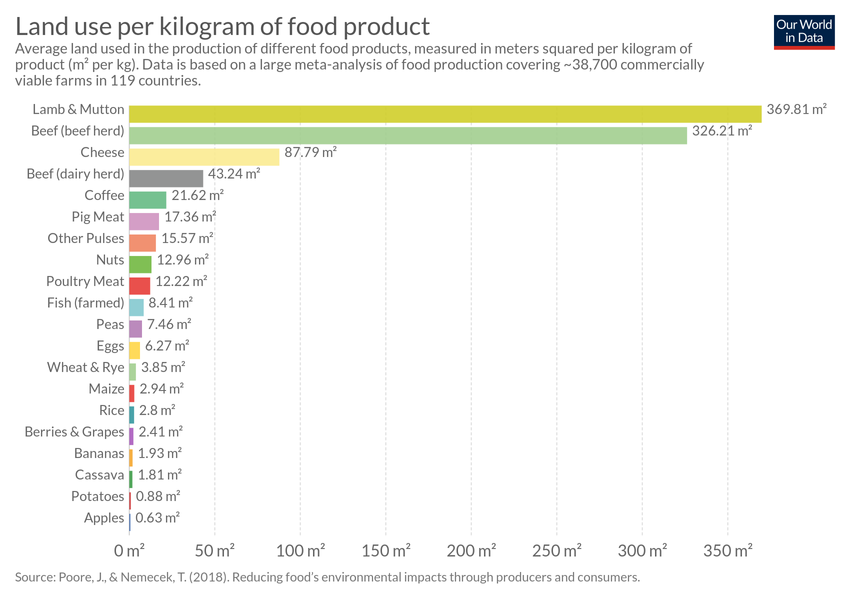 Land use per kilogram of food product
Our World
in Data
Average land used in the production of different food products, measured in meters squared per kilogram of
product (m² per kg). Data is based on a large meta-analysis of food production covering ~38,700 commercially
viable farms in 119 countries.
Lamb & Mutton 369.81 m²
Beef (beef herd) 326.21 m²
Cheese 87.79 m²
Beef (dairy herd) 43.24 m²
Coffee 21.62 m²
Pig Meat 17.36 m²
Other Pulses 15.57 m²
Nuts 12.96 m²
Poultry Meat 12.22 m²
Fish (farmed) 8.41 m²
Peas 7.46 m²
Eggs 6.27 m²
Wheat & Rye 3.85 m²
Maize 2.94 m²
Rice 2.8 m²
Berries & Grapes 2.41 m²
Bananas 1.93 m²
Cassava 1.81 m²
Potatoes 0.88 m²
Apples 0.63 m²
0 m² 50 m² 100 m² 150 m² 200 m² 250 m² 300 m² 350 m²
Source: Poore, J., & Nemecek, T. (2018). Reducing food's environmental impacts through producers and consumers.